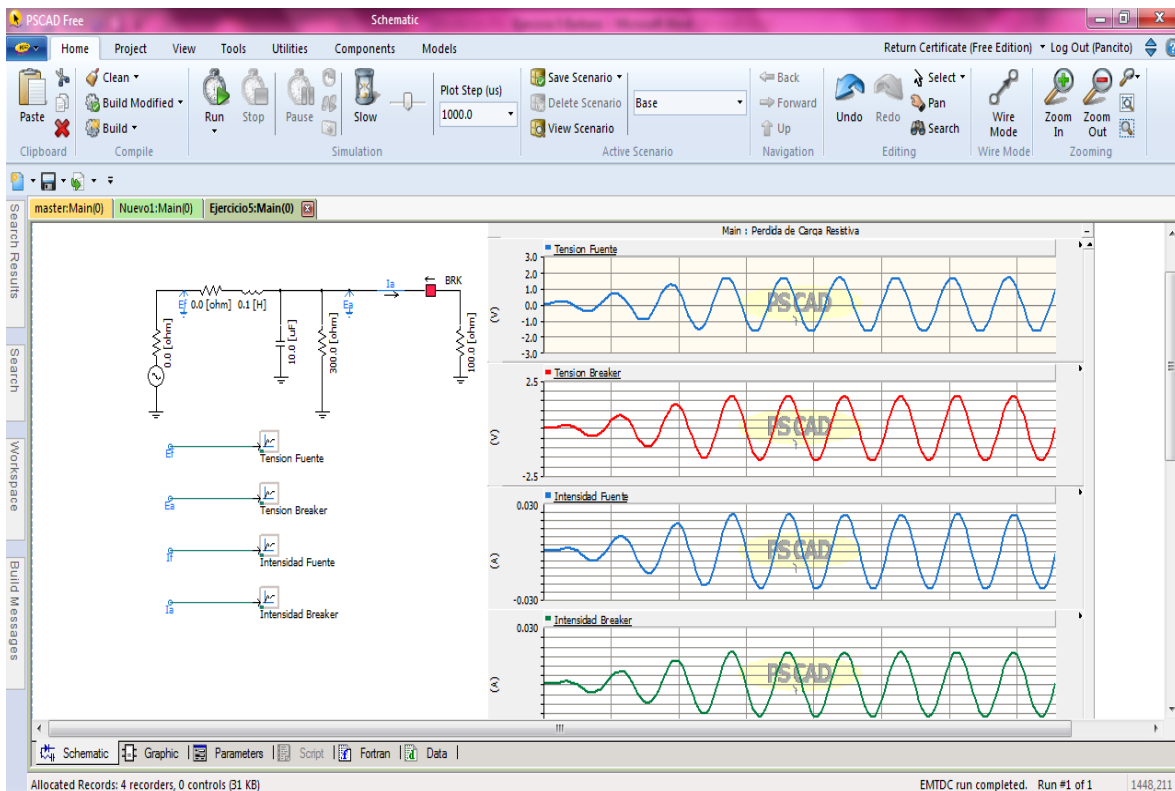 PSCAD Free
Schematic
Home Project View Tools Utilities Components Models
Return Certificate (Free Edition) Log Out (Pancito)
Paste
Clean
Build Modified
Build
Run
Stop
Pause
Slow
Plot Step (us)
1000.0
Save Scenario
Delete Scenario
View Scenario
Base
Back
Forward
Up
Undo
Redo
Select
Pan
Search
Wire Mode
Zoom In
Zoom Out
Clipboard
Compile
Simulation
Active Scenario
Navigation
Editing
Wire Mode
Zooming
master:Main(0) Nuevo1:Main(0) Ejercicio5:Main(0)
Search Results
Search
Workspace
Build Messages
0.0 [ohm]
Ef
0.0 [ohm] 0.1 [H]
10.0 [uF]
300.0 [ohm]
Ea
Ia
BRK
100.0 [ohm]
Ef
Tension Fuente
Ea
Tension Breaker
If
Intensidad Fuente
Ia
Intensidad Breaker
Main : Perdida de Carga Resistiva
Tension Fuente
3.0
2.0
1.0
0.0
-1.0
-2.0
-3.0
(V)
PSCAD
Tension Breaker
2.5
-2.5
(V)
PSCAD
Intensidad Fuente
0.030
-0.030
(A)
PSCAD
Intensidad Breaker
0.030
(A)
PSCAD
Schematic Graphic Parameters Script Fortran Data
Allocated Records: 4 recorders, 0 controls (31 KB)
EMTDC run completed. Run #1 of 1
1448,211